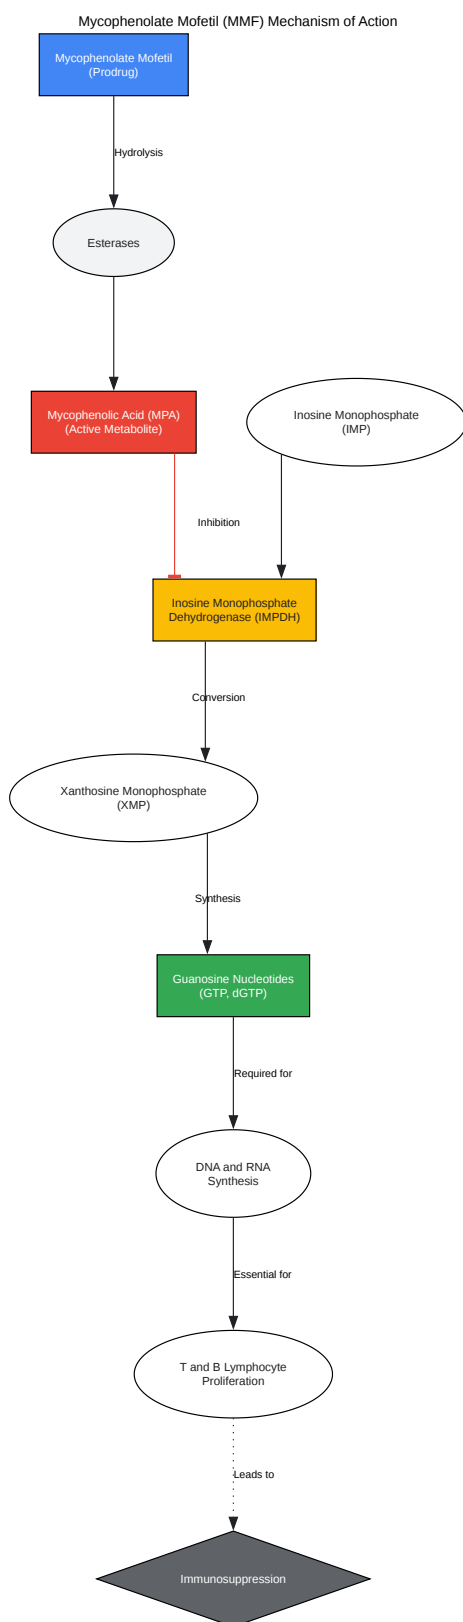 Mycophenolate Mofetil (MMF) Mechanism of Action
Mycophenolate Mofetil
(Prodrug)
Hydrolysis
Esterases
Mycophenolic Acid (MPA)
(Active Metabolite)
Inosine Monophosphate
(IMP)
Inhibition
Inosine Monophosphate
Dehydrogenase (IMPDH)
Conversion
Xanthosine Monophosphate
(XMP)
Synthesis
Guanosine Nucleotides
(GTP, dGTP)
Required for
DNA and RNA
Synthesis
Essential for
T and B Lymphocyte
Proliferation
Leads to
Immunosuppression